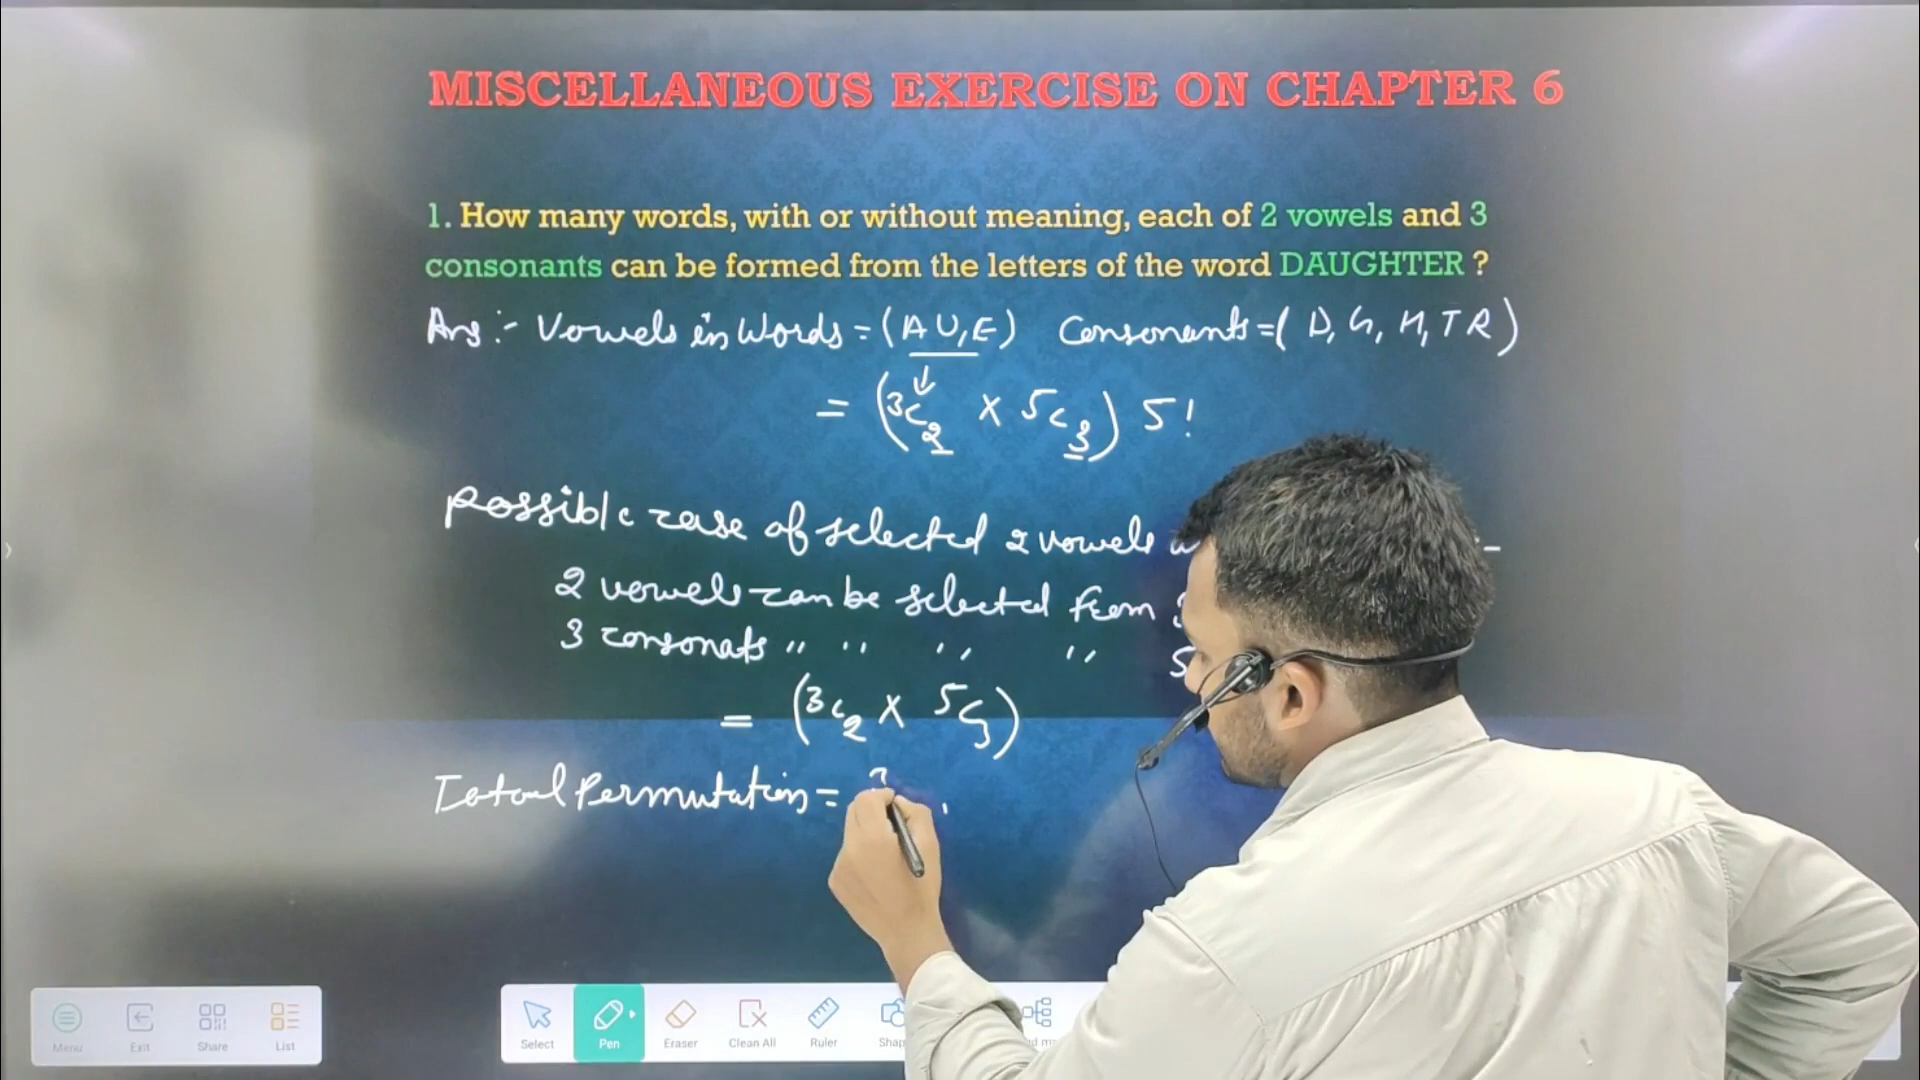 MISCELLANEOUS EXERCISE ON CHAPTER 6
1. How many words, with or without meaning, each of 2 vowels and 3
consonants can be formed from the letters of the word DAUGHTER ?
Ans :- Vowels in Words = (A U, E) Consonants = ( D, G, H, T R )
= (³C₂ × ⁵C₃) 5!
possible case of selected 2 vowels
2 vowels can be selected from
3 consonats " " " " 5
= (³C₂ × ⁵C₃)
Total Permutation = 3
Menu Exit Share List Select Pen Eraser Clean All Ruler